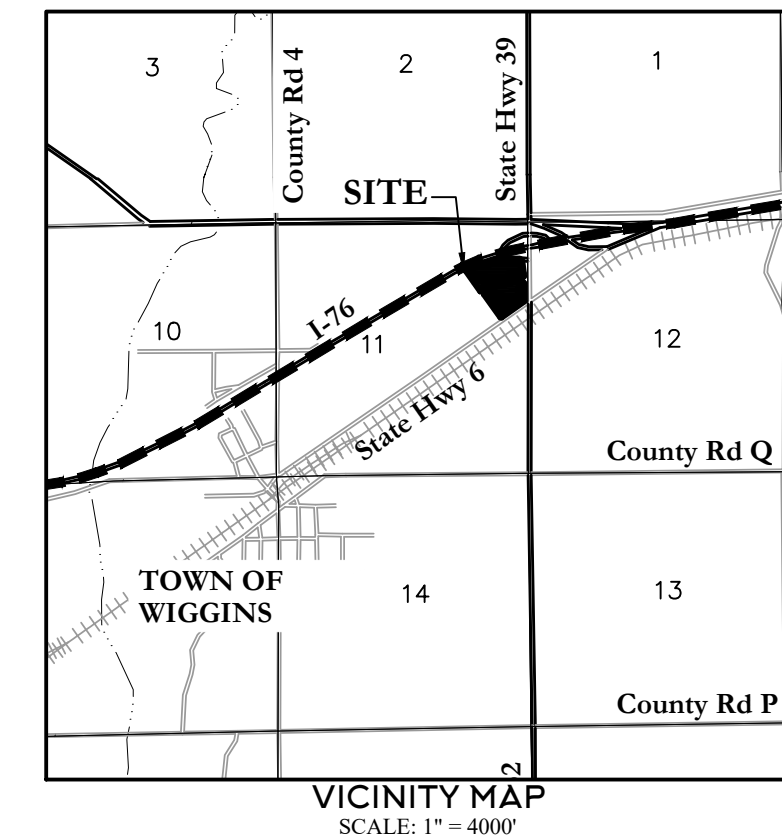 3
County Rd 4
2
State Hwy 39
1
SITE
10
I-76
11
12
State Hwy 6
County Rd Q
TOWN OF
WIGGINS
14
13
County Rd P
2
VICINITY MAP
SCALE: 1" = 4000'